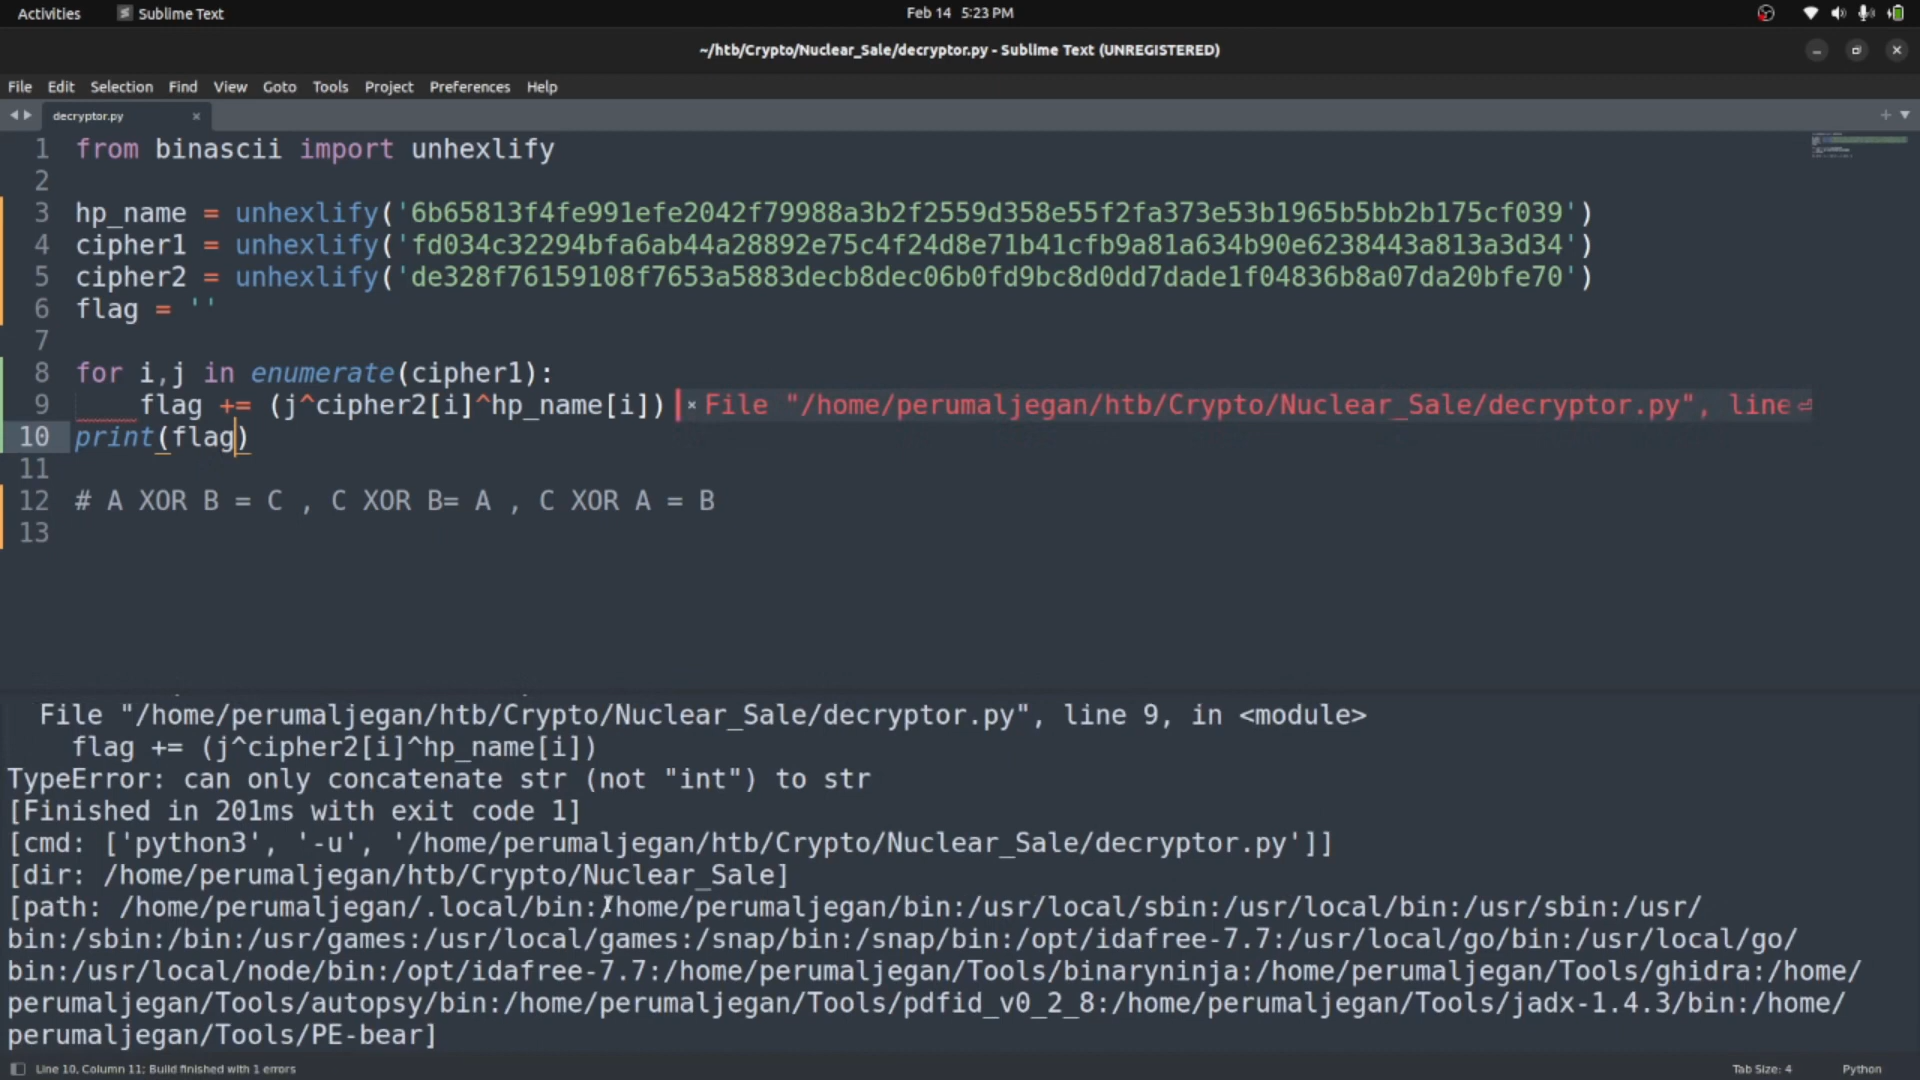 Activities Sublime Text Feb 14 5:23 PM
~/htb/Crypto/Nuclear_Sale/decryptor.py - Sublime Text (UNREGISTERED)
File Edit Selection Find View Goto Tools Project Preferences Help
decryptor.py
1 from binascii import unhexlify
2
3 hp_name = unhexlify('6b65813f4fe991efe2042f79988a3b2f2559d358e55f2fa373e53b1965b5bb2b175cf039')
4 cipher1 = unhexlify('fd034c32294bfa6ab44a28892e75c4f24d8e71b41cfb9a81a634b90e6238443a813a3d34')
5 cipher2 = unhexlify('de328f76159108f7653a5883decb8dec06b0fd9bc8d0dd7dade1f04836b8a07da20bfe70')
6 flag = ''
7
8 for i,j in enumerate(cipher1):
9 flag += (j^cipher2[i]^hp_name[i]) × File "/home/perumaljegan/htb/Crypto/Nuclear_Sale/decryptor.py", line
10 print(flag)
11
12 # A XOR B = C , C XOR B= A , C XOR A = B
13
File "/home/perumaljegan/htb/Crypto/Nuclear_Sale/decryptor.py", line 9, in <module>
flag += (j^cipher2[i]^hp_name[i])
TypeError: can only concatenate str (not "int") to str
[Finished in 201ms with exit code 1]
[cmd: ['python3', '-u', '/home/perumaljegan/htb/Crypto/Nuclear_Sale/decryptor.py']]
[dir: /home/perumaljegan/htb/Crypto/Nuclear_Sale]
[path: /home/perumaljegan/.local/bin:/home/perumaljegan/bin:/usr/local/sbin:/usr/local/bin:/usr/sbin:/usr/
bin:/sbin:/bin:/usr/games:/usr/local/games:/snap/bin:/snap/bin:/opt/idafree-7.7:/usr/local/go/bin:/usr/local/go/
bin:/usr/local/node/bin:/opt/idafree-7.7:/home/perumaljegan/Tools/binaryninja:/home/perumaljegan/Tools/ghidra:/home/
perumaljegan/Tools/autopsy/bin:/home/perumaljegan/Tools/pdfid_v0_2_8:/home/perumaljegan/Tools/jadx-1.4.3/bin:/home/
perumaljegan/Tools/PE-bear]
Line 10, Column 11; Build finished with 1 errors Tab Size: 4 Python